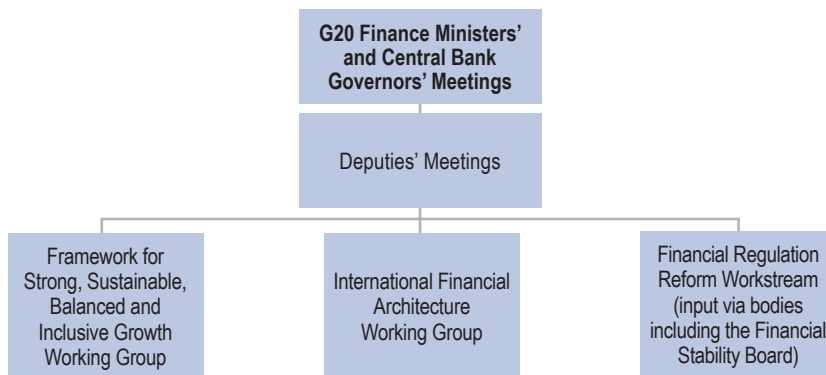 G20 Finance Ministers’
and Central Bank
Governors’ Meetings
Deputies’ Meetings
Framework for
Strong, Sustainable,
Balanced and
Inclusive Growth
Working Group
International Financial
Architecture
Working Group
Financial Regulation
Reform Workstream
(input via bodies
including the Financial
Stability Board)